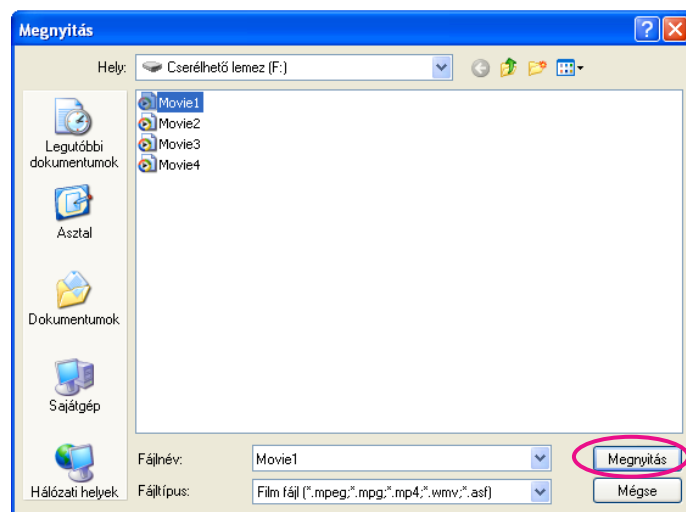 Megnyitás
Hely: Cserélhető lemez (F:)
Movie1
Movie2
Movie3
Movie4
Legutóbbi
dokumentumok
Asztal
Dokumentumok
Sajátgép
Hálózati helyek
Fájlnév: Movie1 Megnyitás
Fájltípus: Film fájl (*.mpeg;*.mpg;*.mp4;*.wmv;*.asf) Mégse